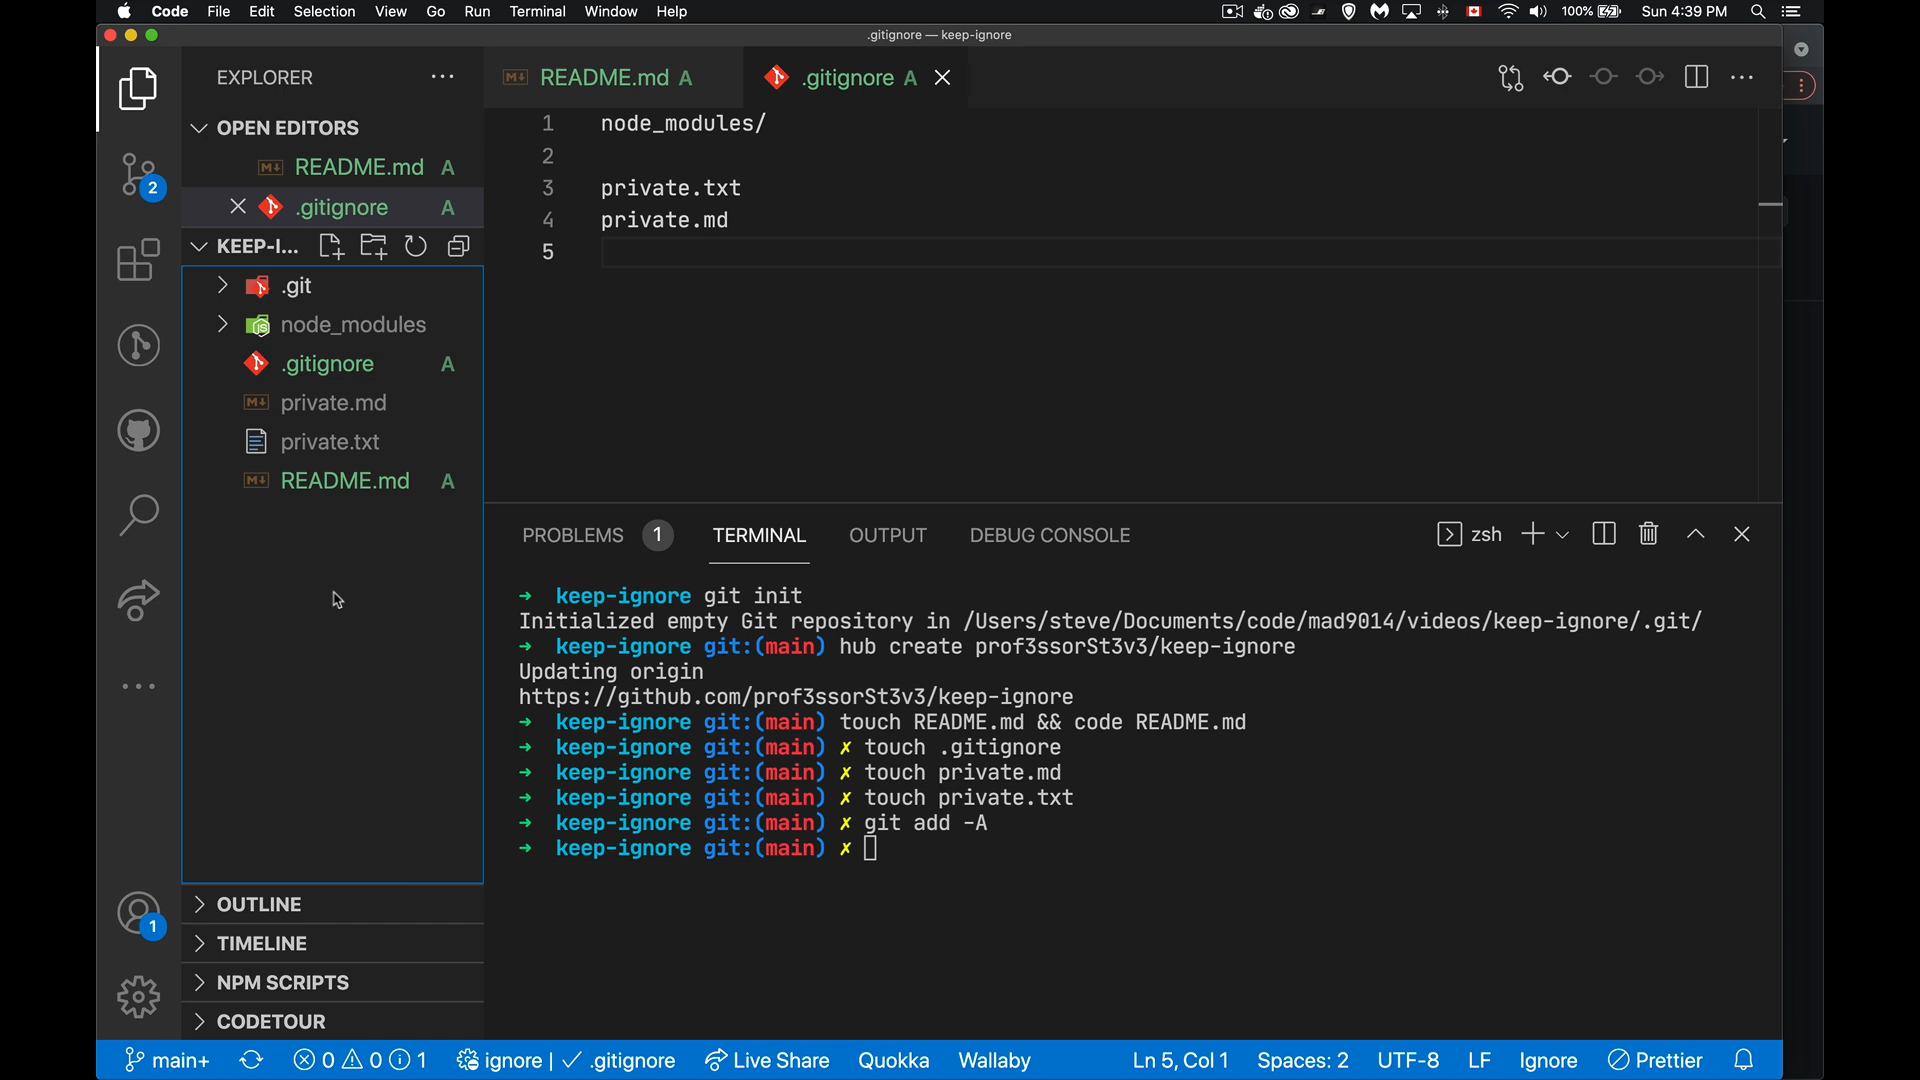 Code File Edit Selection View Go Run Terminal Window Help 100% Sun 4:39 PM
.gitignore — keep-ignore
EXPLORER
README.md A
.gitignore A
OPEN EDITORS
README.md A
.gitignore A
KEEP-I...
.git
node_modules
.gitignore A
private.md
private.txt
README.md A
OUTLINE
TIMELINE
NPM SCRIPTS
CODETOUR
2
1
1 node_modules/
2
3 private.txt
4 private.md
5
PROBLEMS 1 TERMINAL OUTPUT DEBUG CONSOLE zsh
➜ keep-ignore git init
Initialized empty Git repository in /Users/steve/Documents/code/mad9014/videos/keep-ignore/.git/
➜ keep-ignore git:(main) hub create prof3ssorSt3v3/keep-ignore
Updating origin
https://github.com/prof3ssorSt3v3/keep-ignore
➜ keep-ignore git:(main) touch README.md && code README.md
➜ keep-ignore git:(main) ✗ touch .gitignore
➜ keep-ignore git:(main) ✗ touch private.md
➜ keep-ignore git:(main) ✗ touch private.txt
➜ keep-ignore git:(main) ✗ git add -A
➜ keep-ignore git:(main) ✗
main+ 0 0 1 ignore | ✓ .gitignore Live Share Quokka Wallaby Ln 5, Col 1 Spaces: 2 UTF-8 LF Ignore Prettier